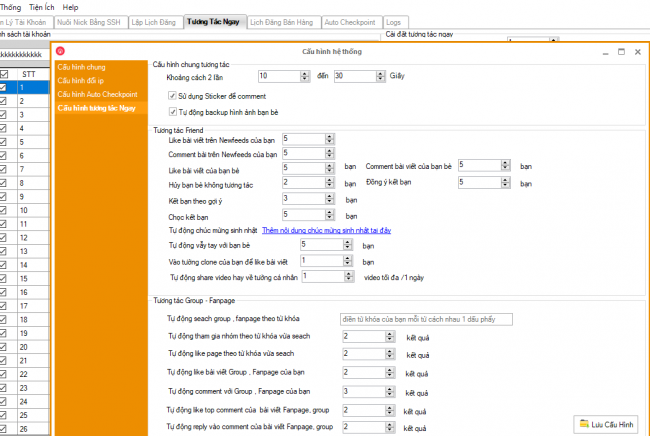 Thống Tiện Ích Help
n Lý Tài Khoản Nuôi Nick Bằng SSH Lập Lịch Đăng Tương Tác Ngay Lịch Đăng Bán Hàng Auto Checkpoint Logs
nh sách tài khoản
Cài đặt tương tác ngay
kkkkkkkkkkk
STT
1
2
3
4
5
6
7
8
9
10
11
12
13
14
15
16
17
18
19
20
21
22
23
24
25
26
Cấu hình hệ thống
Cấu hình chung
Cấu hình đổi ip
Cấu hình Auto Checkpoint
Cấu hình tương tác Ngay
Cấu hình chung tương tác
Khoảng cách 2 lần 10 đến 30 Giây
Sử dụng Sticker để comment
Tự động backup hình ảnh bạn bè
Tương tác Friend
Like bài viết trên Newfeeds của bạn 5
Comment bài trên Newfeeds của bạn 5
Like bài viết của bạn bè 5 bạn Comment bài viết của bạn bè 5 bạn
Hủy bạn bè không tương tác 2 bạn Đồng ý kết bạn 5 bạn
Kết bạn theo gợi ý 3 bạn
Chọc kết bạn 5 bạn
Tự động chúc mừng sinh nhật Thêm nôi dung chúc mừng sinh nhật tại đây
Tự động vẫy tay với bạn bè 5 bạn
Vào tường clone của bạn để like bài viết 1 bạn
Tự động share video hay về tường cá nhân 1 video tối đa /1 ngày
Tương tác Group - Fanpage
Tự động seach group , fanpage theo từ khóa điền từ khóa của bạn mỗi từ cách nhau 1 dấu phẩy
Tự động tham gia nhóm theo từ khóa vừa seach 2 kết quả
Tự động like page theo từ khóa vừa seach 2 kết quả
Tự động like bài viết Group , Fanpage của bạn 2 kết quả
Tự động comment với Group , Fanpage của bạn 3 kết quả
Tự động like top comment của bài viết Fanpage, group 2 kết quả
Tự động reply vào comment của bài viết Fanpage, group 2 kết quả
Lưu Cấu Hình